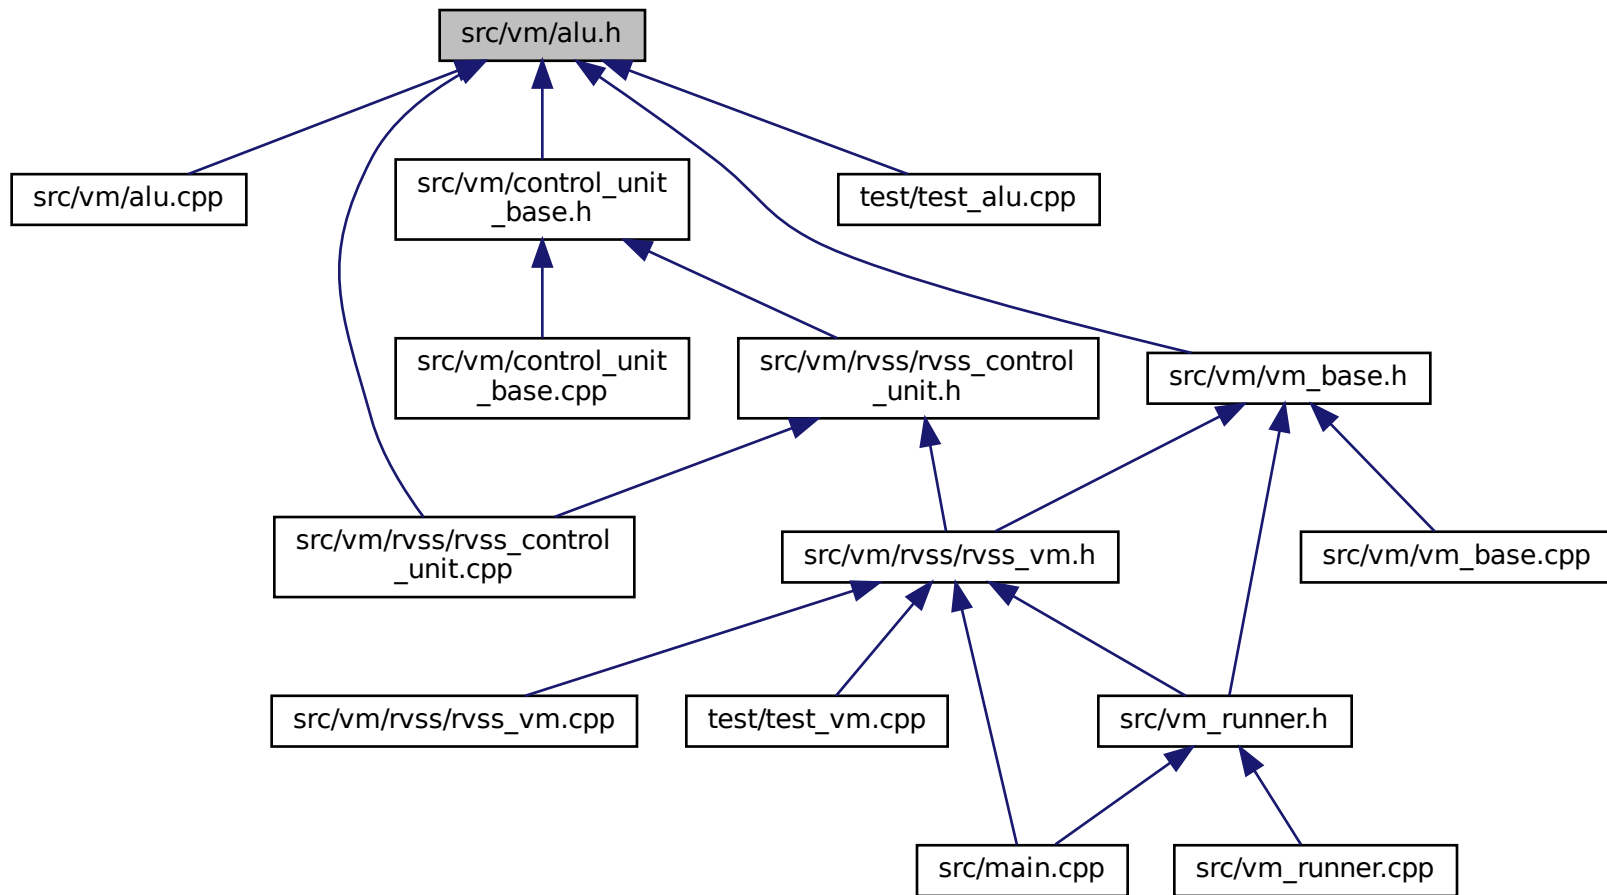 src/vm/alu.h
src/vm/alu.cpp
src/vm/control_unit
_base.h
test/test_alu.cpp
src/vm/control_unit
_base.cpp
src/vm/rvss/rvss_control
_unit.h
src/vm/vm_base.h
src/vm/rvss/rvss_control
_unit.cpp
src/vm/rvss/rvss_vm.h
src/vm/vm_base.cpp
src/vm/rvss/rvss_vm.cpp
test/test_vm.cpp
src/vm_runner.h
src/main.cpp
src/vm_runner.cpp